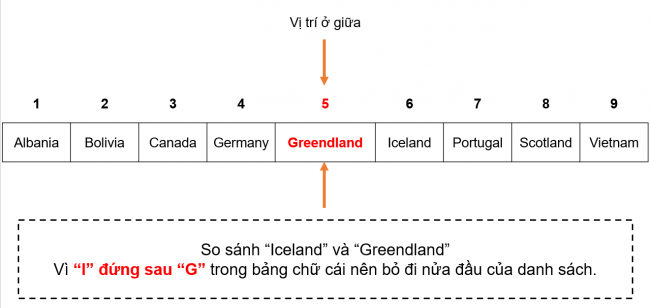 Vị trí ở giữa
1 2 3 4 5 6 7 8 9
Albania Bolivia Canada Germany Greendland Iceland Portugal Scotland Vietnam
So sánh “Iceland” và “Greendland”
Vì “I” đứng sau “G” trong bảng chữ cái nên bỏ đi nửa đầu của danh sách.